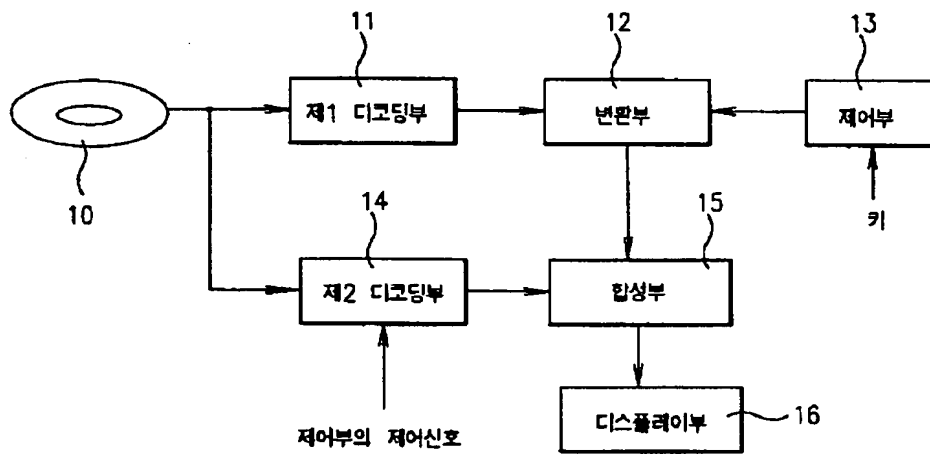 11
12
13
제1 디코딩부
변환부
제어부
10
14
15
키
제2 디코딩부
합성부
제어부의 제어신호
디스플레이부
16